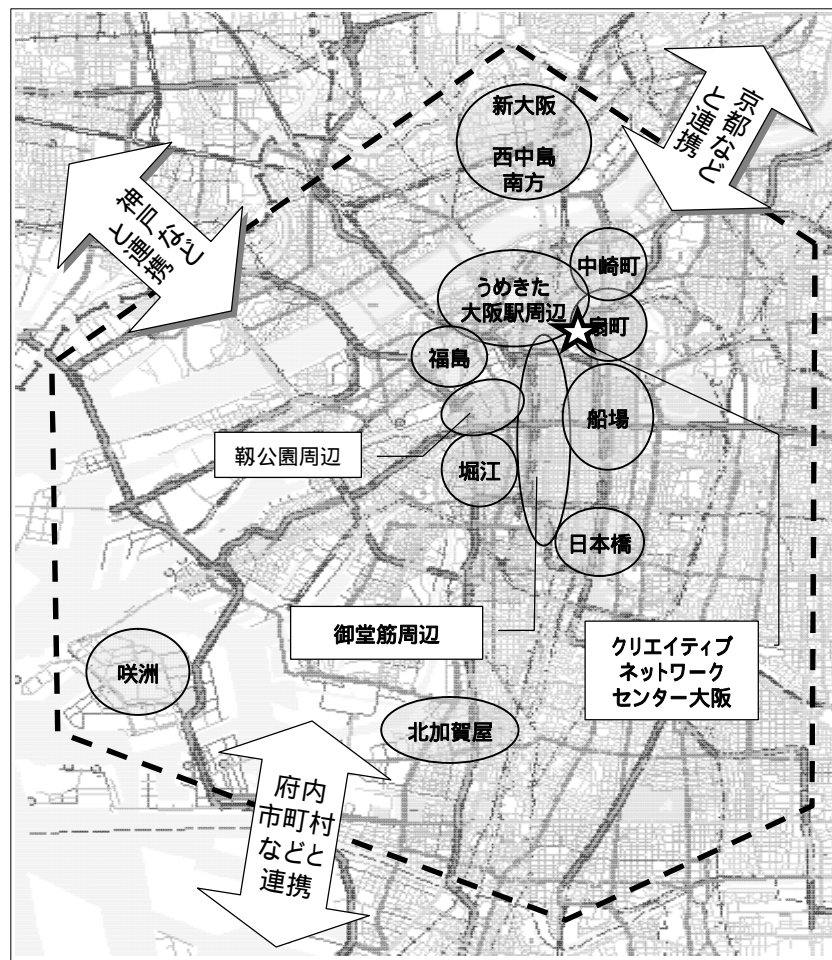 京都など
と連携
新大阪
西中島
南方
神戸など
と連携
中崎町
うめきた
大阪駅周辺
扇町
福島
船場
靱公園周辺
堀江
日本橋
御堂筋周辺
クリエイティブ
ネットワーク
センター大阪
咲洲
北加賀屋
府内
市町村
などと
連携